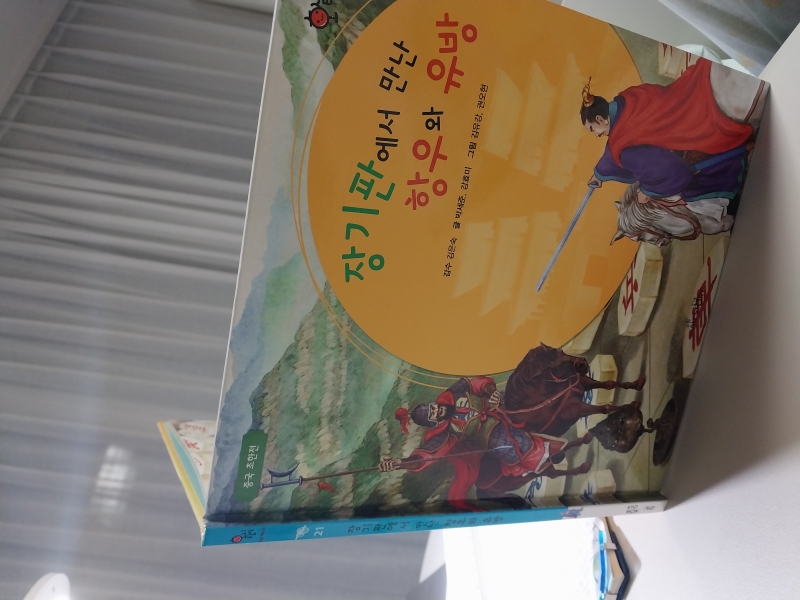 중국 초한전
장기판에서 만난
항우와 유방
감수 김은숙 글 박세준, 김효미 그림 김유강, 권오현
21
장기판에서 만난 항우와 유방